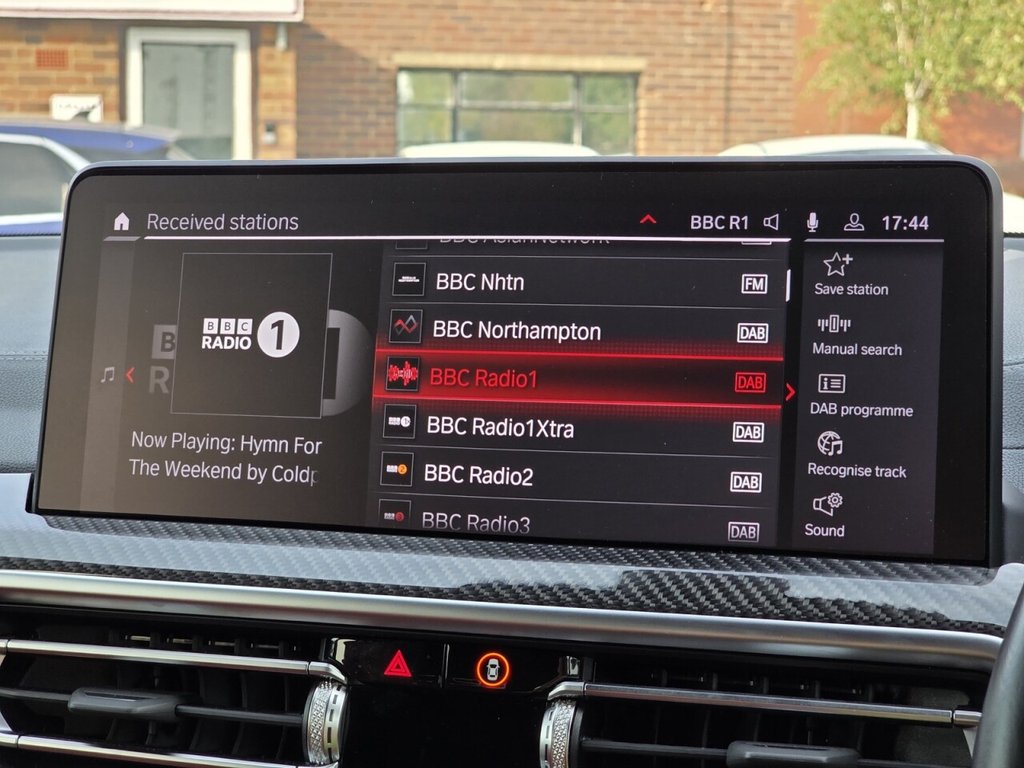 Received stations
BBC R1
17:44
BBC AsianNetwork
BBC Nhtn
FM
BBC Northampton
DAB
BBC Radio1
DAB
BBC Radio1Xtra
DAB
BBC Radio2
DAB
BBC Radio3
DAB
BBC
RADIO 1
Now Playing: Hymn For
The Weekend by Coldp
Save station
Manual search
DAB programme
Recognise track
Sound